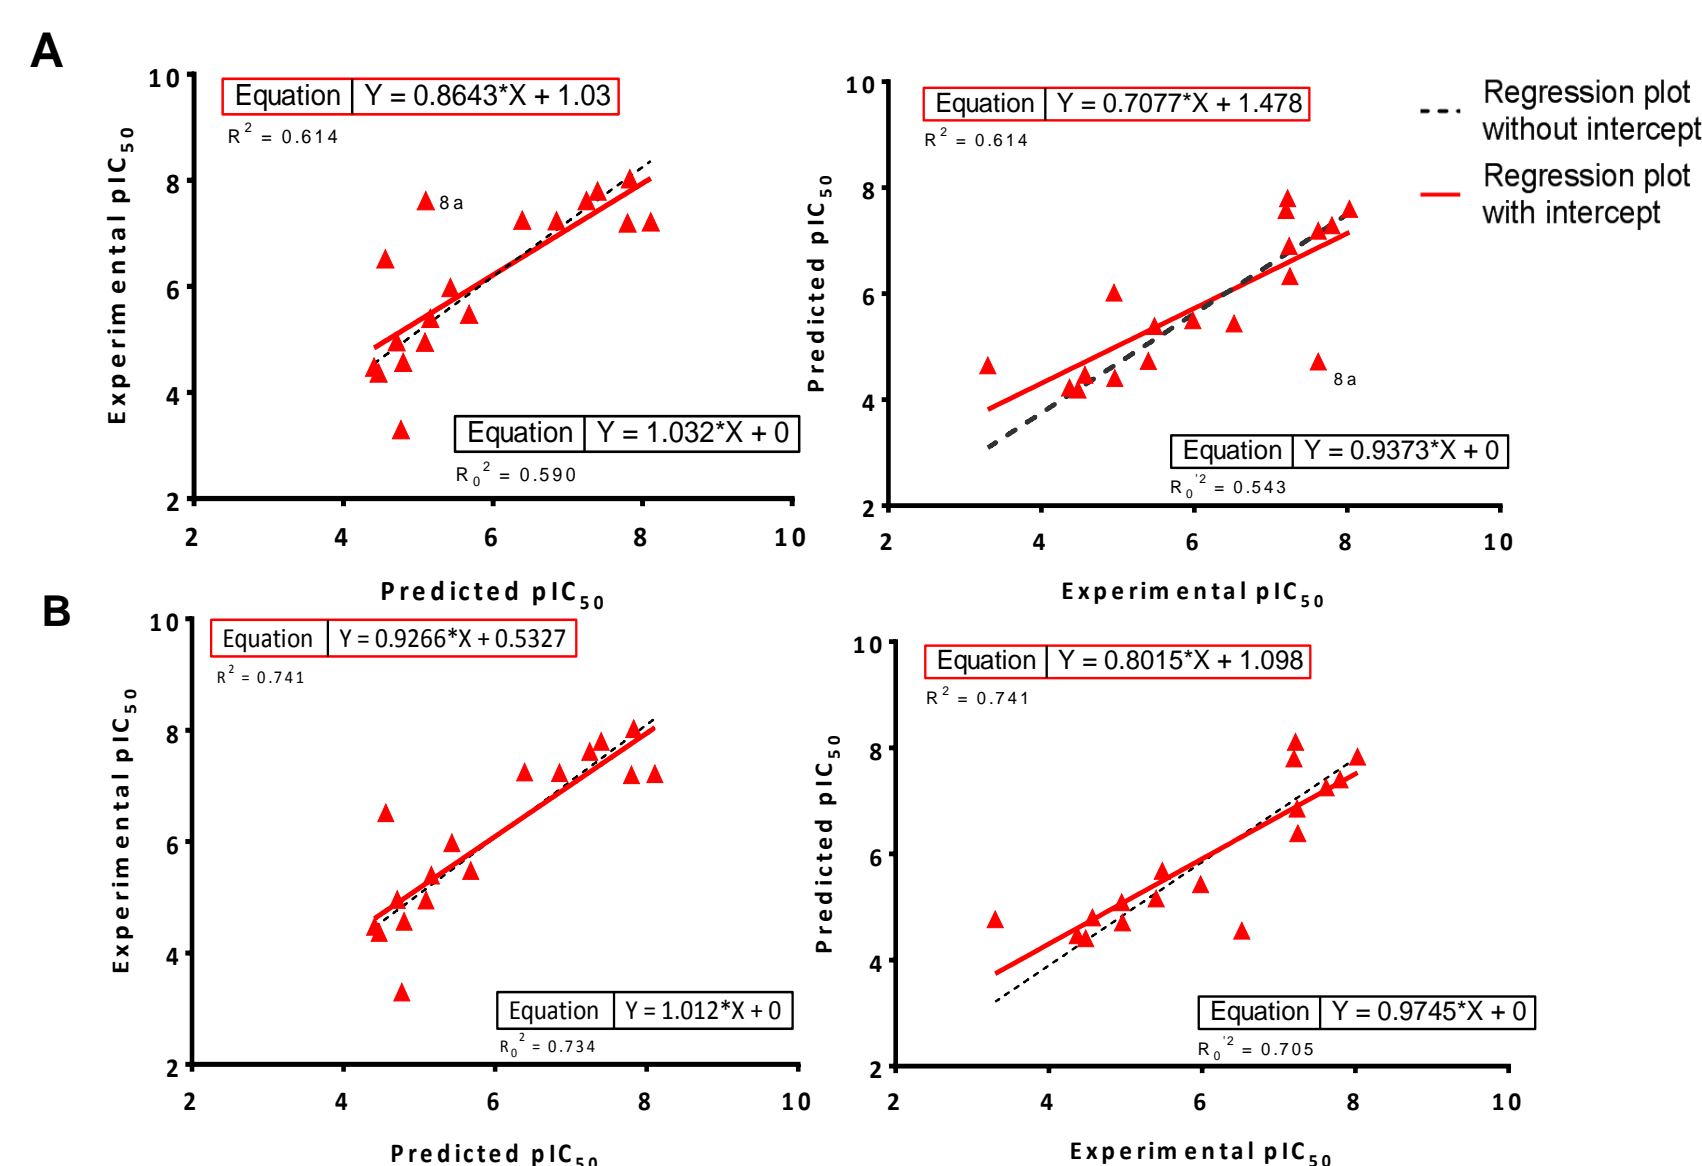 A
10
8
6
4
2
2 4 6 8 10
Experimental pIC50
Predicted pIC50
Equation Y = 0.8643*X + 1.03
R2 = 0.614
8a
Equation Y = 1.032*X + 0
R02 = 0.590
10
8
6
4
2
2 4 6 8 10
Predicted pIC50
Experimental pIC50
Equation Y = 0.7077*X + 1.478
R2 = 0.614
8a
Equation Y = 0.9373*X + 0
R0'2 = 0.543
Regression plot
without intercept
Regression plot
with intercept
B
10
8
6
4
2
2 4 6 8 10
Experimental pIC50
Predicted pIC50
Equation Y = 0.9266*X + 0.5327
R2 = 0.741
Equation Y = 1.012*X + 0
R02 = 0.734
10
8
6
4
2
2 4 6 8 10
Predicted pIC50
Experimental pIC50
Equation Y = 0.8015*X + 1.098
R2 = 0.741
Equation Y = 0.9745*X + 0
R0'2 = 0.705